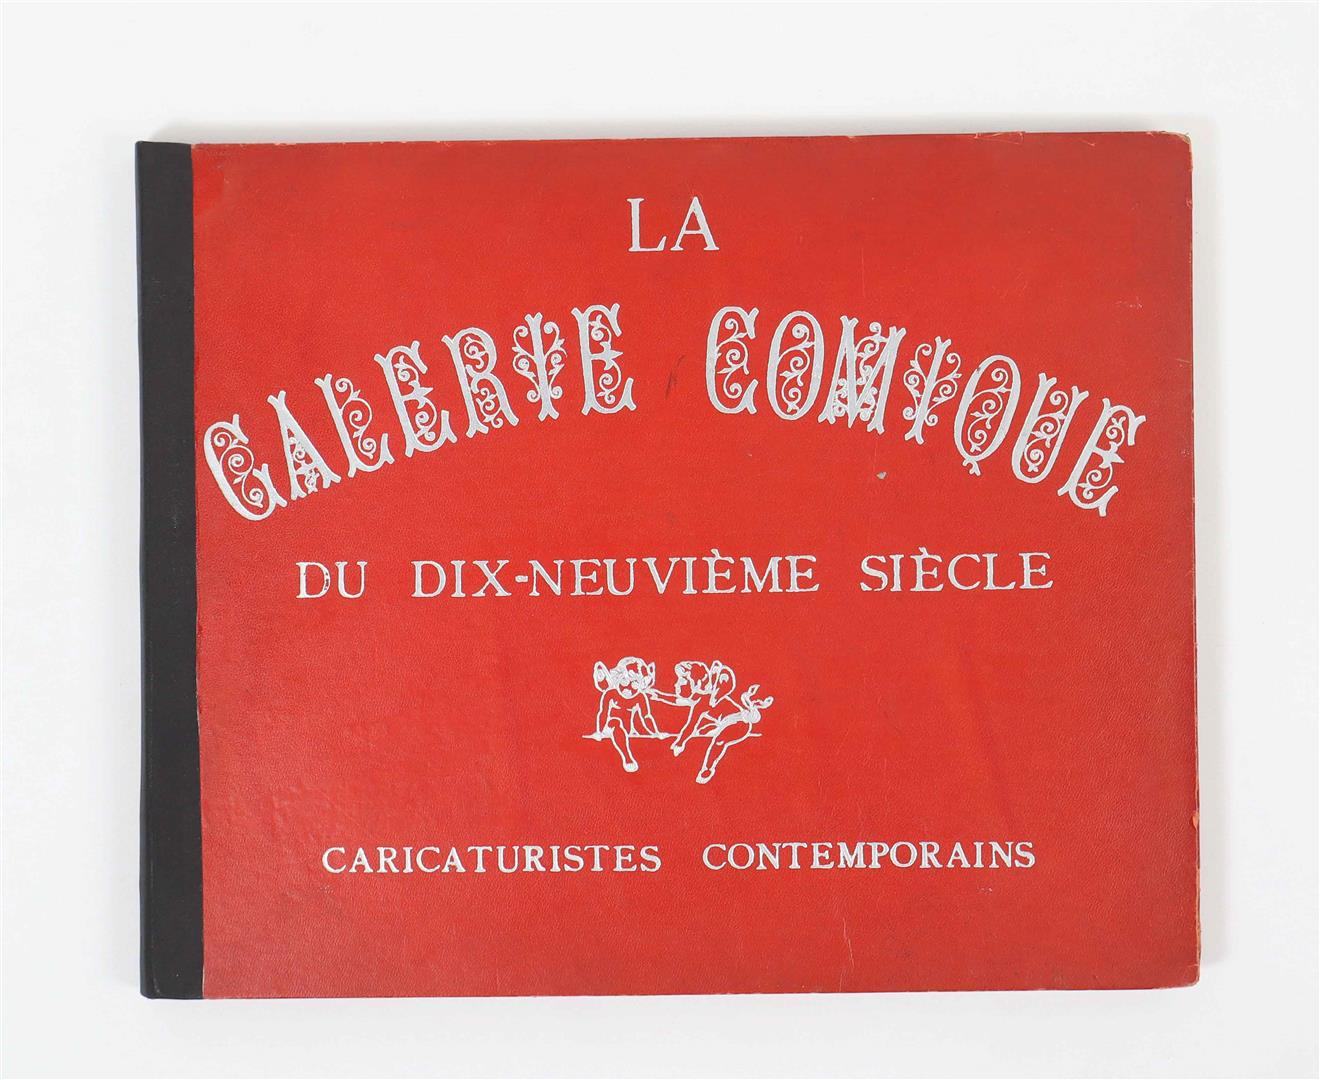 LA
GALERIE COMIQUE
DU DIX-NEUVIÈME SIÈCLE
CARICATURISTES CONTEMPORAINS